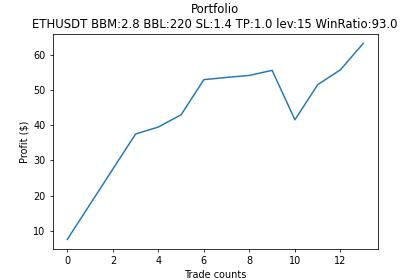 Portfolio
ETHUSDT BBM:2.8 BBL:220 SL:1.4 TP:1.0 lev:15 WinRatio:93.0
60
50
40
30
20
10
Profit ($)
0 2 4 6 8 10 12
Trade counts